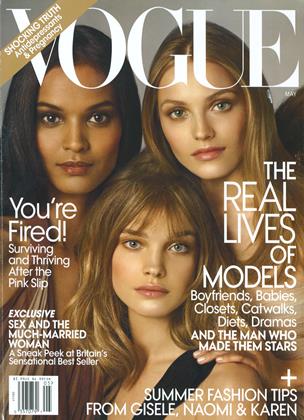 SHOCKING TRUTH
Antidepressants
& Pregnancy
VOGUE
MAY
You're
Fired!
Surviving
and Thriving
After the
Pink Slip
EXCLUSIVE
SEX AND THE
MUCH-MARRIED
WOMAN
A Sneak Peek at Britain's
Sensational Best Seller
THE
REAL
LIVES
OF
MODELS
Boyfriends, Babies,
Closets, Catwalks,
Diets, Dramas
AND THE MAN WHO
MADE THEM STARS
+
SUMMER FASHION TIPS
FROM GISELE, NAOMI & KAREN